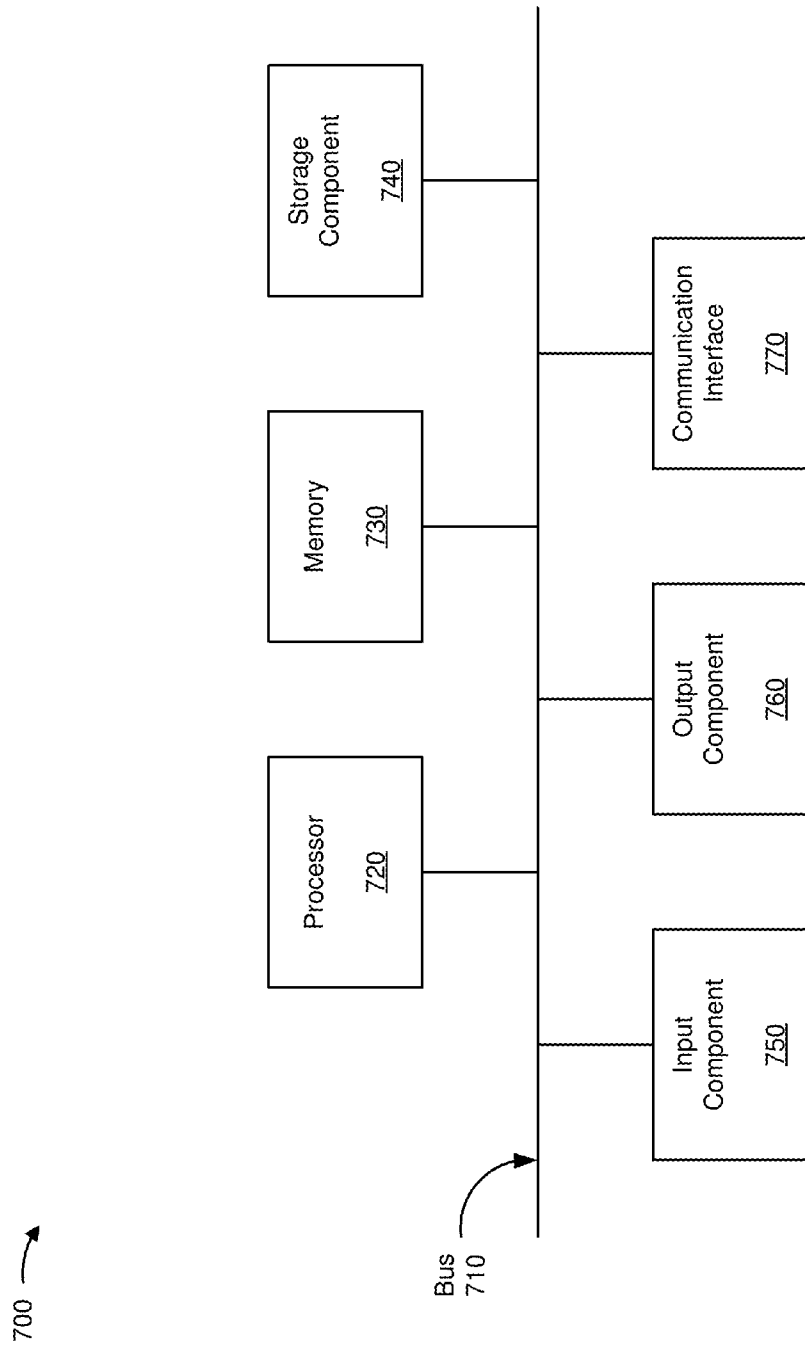 700
Bus
710
Processor
720
Memory
730
Storage
Component
740
Input
Component
750
Output
Component
760
Communication
Interface
770